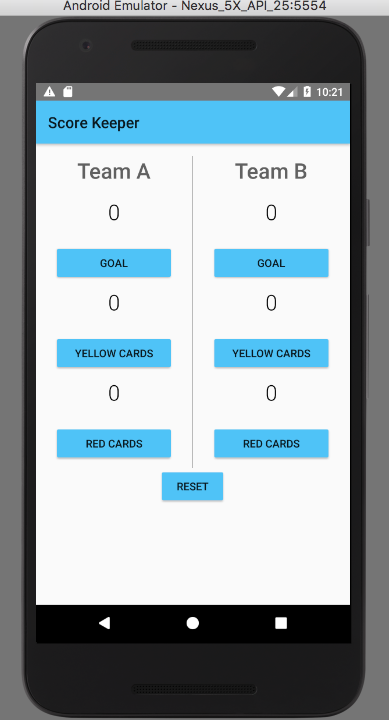 Android Emulator - Nexus_5X_API_25:5554
10:21
Score Keeper
Team A Team B
0 0
GOAL GOAL
0 0
YELLOW CARDS YELLOW CARDS
0 0
RED CARDS RED CARDS
RESET